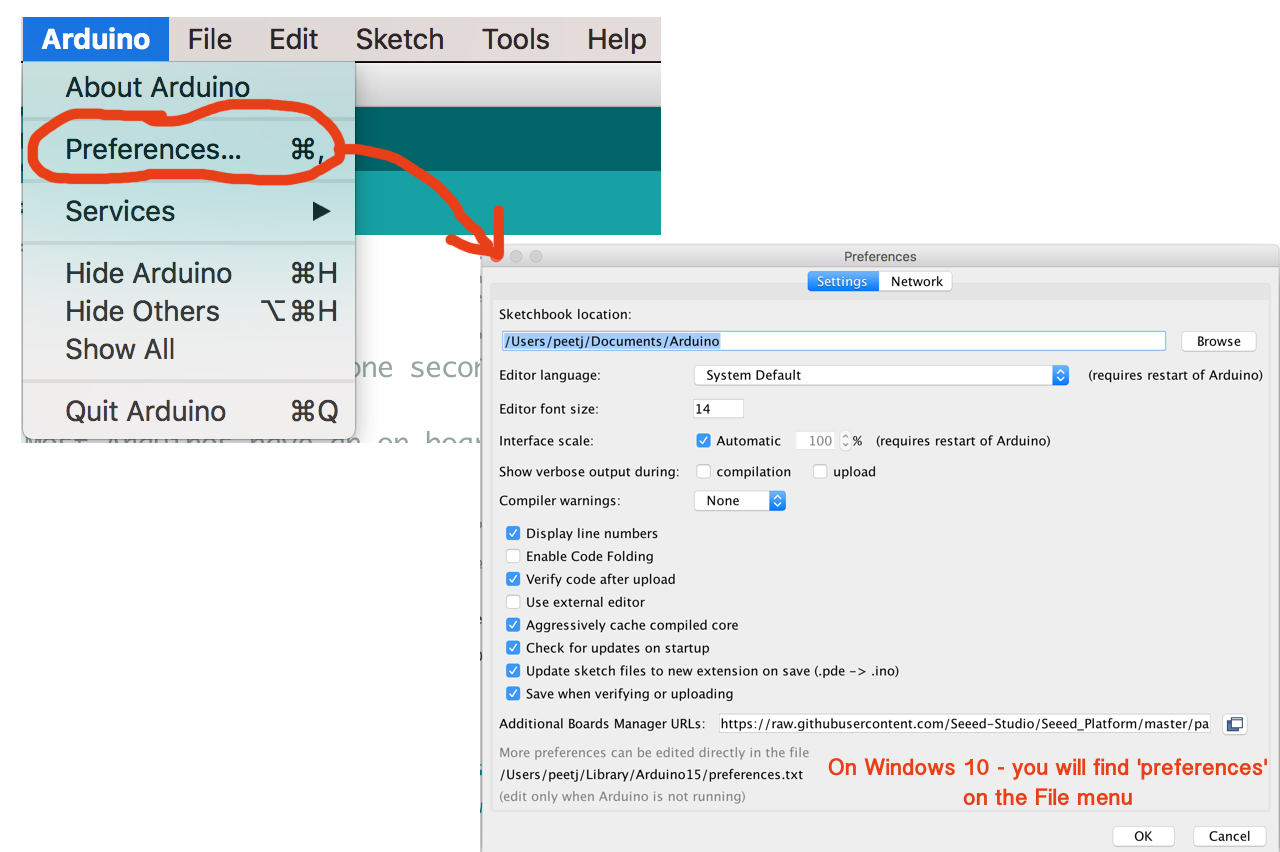 Arduino File Edit Sketch Tools Help
About Arduino
Preferences... ⌘,
Services ▶
Hide Arduino ⌘H
Hide Others ⌥⌘H
Show All
Quit Arduino ⌘Q
one secon
Most Arduinos have an on-boar
Preferences
Settings Network
Sketchbook location:
/Users/peetj/Documents/Arduino Browse
Editor language: System Default (requires restart of Arduino)
Editor font size: 14
Interface scale: Automatic 100 % (requires restart of Arduino)
Show verbose output during: compilation upload
Compiler warnings: None
Display line numbers
Enable Code Folding
Verify code after upload
Use external editor
Aggressively cache compiled core
Check for updates on startup
Update sketch files to new extension on save (.pde -> .ino)
Save when verifying or uploading
Additional Boards Manager URLs: https://raw.githubusercontent.com/Seeed-Studio/Seeed_Platform/master/pa
More preferences can be edited directly in the file
/Users/peetj/Library/Arduino15/preferences.txt
(edit only when Arduino is not running)
On Windows 10 - you will find 'preferences'
on the File menu
OK Cancel